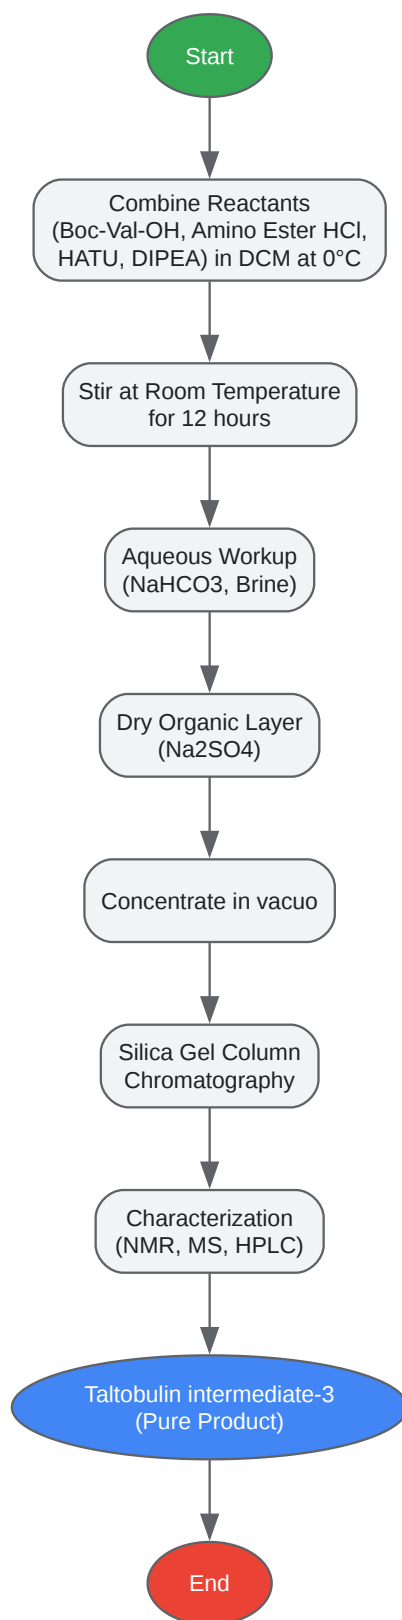 Start
Combine Reactants
(Boc-Val-OH, Amino Ester HCl,
HATU, DIPEA) in DCM at 0°C
Stir at Room Temperature
for 12 hours
Aqueous Workup
(NaHCO3, Brine)
Dry Organic Layer
(Na2SO4)
Concentrate in vacuo
Silica Gel Column
Chromatography
Characterization
(NMR, MS, HPLC)
Taltobulin intermediate-3
(Pure Product)
End